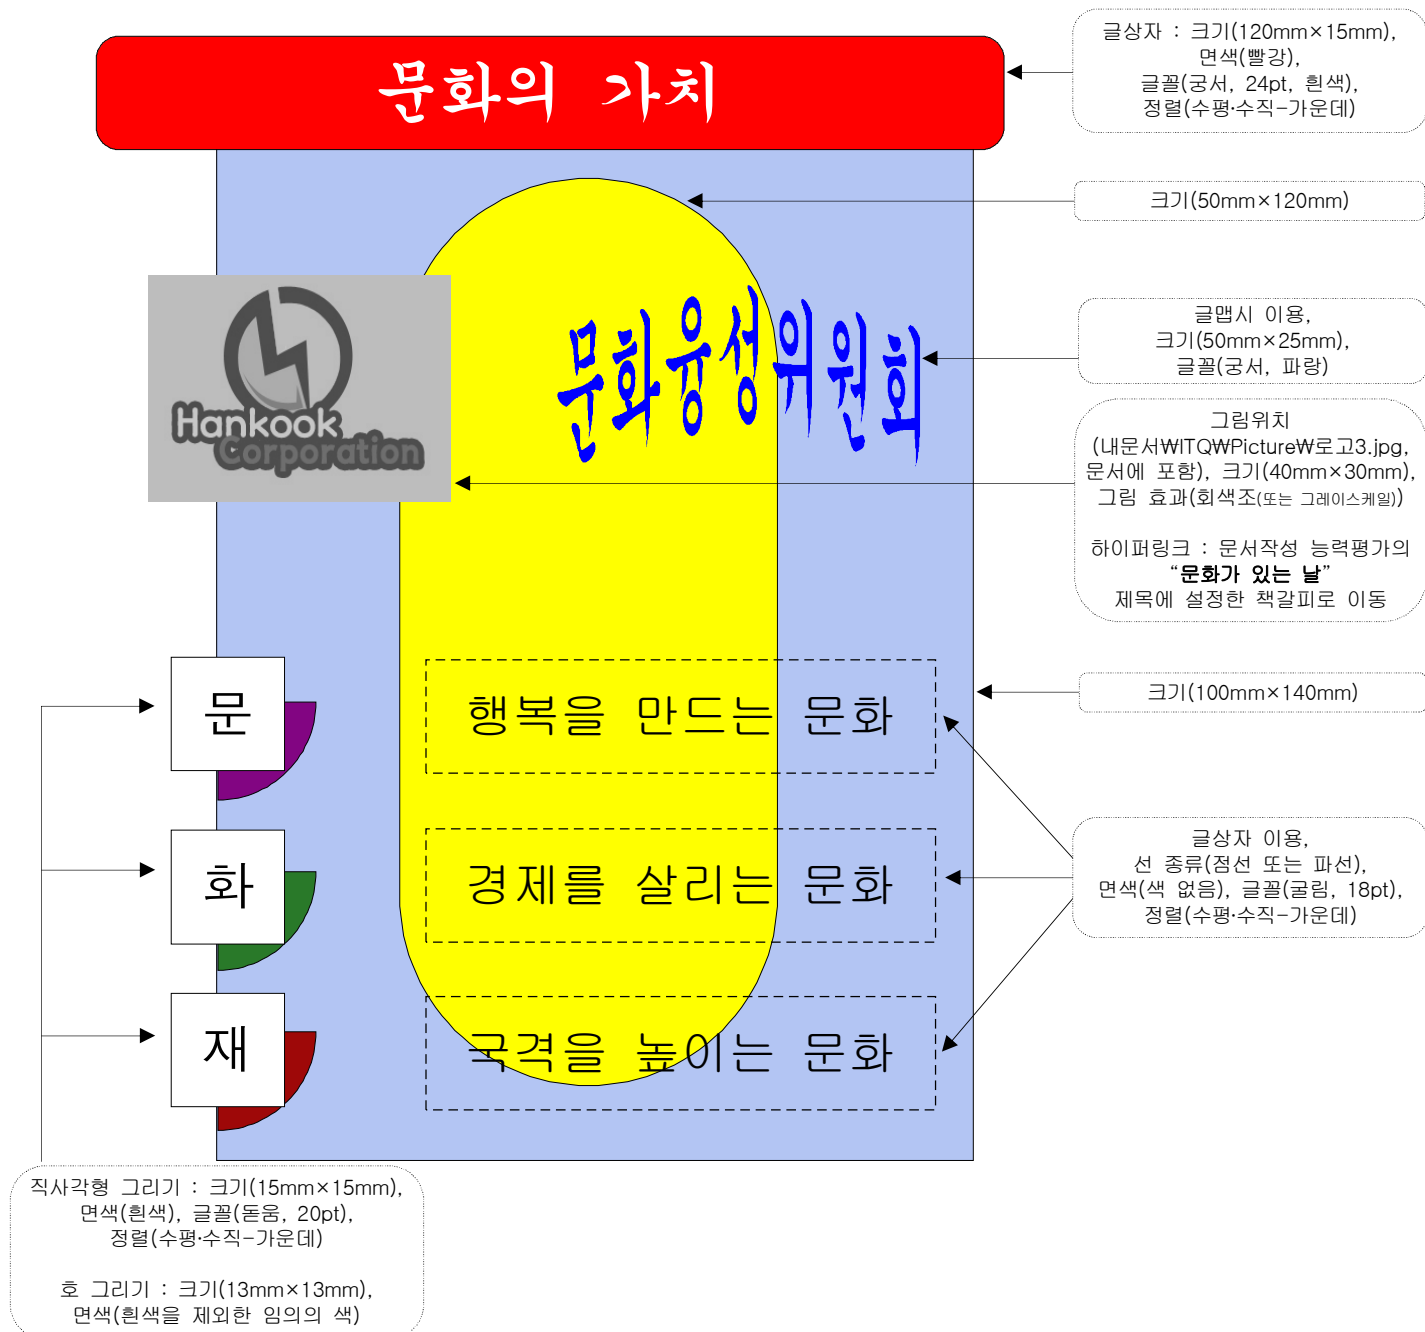 문화의 가치
글상자 : 크기(120mm×15mm),
면색(빨강),
글꼴(궁서, 24pt, 흰색),
정렬(수평·수직-가운데)
크기(50mm×120mm)
Hankook
Corporation
문화융성위원회
글맵시 이용,
크기(50mm×25mm),
글꼴(궁서, 파랑)
그림위치
(내문서₩ITQ₩Picture₩로고3.jpg,
문서에 포함), 크기(40mm×30mm),
그림 효과(회색조(또는 그레이스케일))
하이퍼링크 : 문서작성 능력평가의
“문화가 있는 날”
제목에 설정한 책갈피로 이동
문
행복을 만드는 문화
크기(100mm×140mm)
화
경제를 살리는 문화
글상자 이용,
선 종류(점선 또는 파선),
면색(색 없음), 글꼴(굴림, 18pt),
정렬(수평·수직-가운데)
재
국격을 높이는 문화
직사각형 그리기 : 크기(15mm×15mm),
면색(흰색), 글꼴(돋움, 20pt),
정렬(수평·수직-가운데)
호 그리기 : 크기(13mm×13mm),
면색(흰색을 제외한 임의의 색)